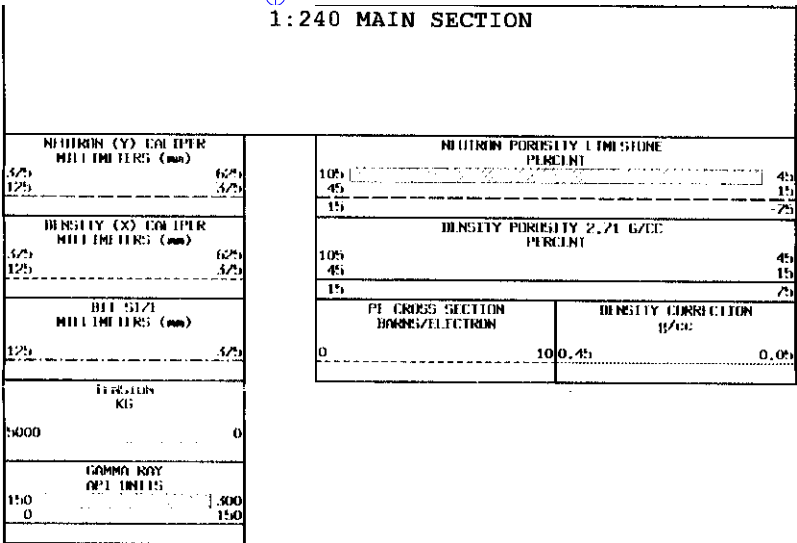 1:240 MAIN SECTION
NEUTRON (Y) CALIPER
MILLIMETERS (mm)
375 625
125 375
DENSITY (X) CALIPER
MILLIMETERS (mm)
375 625
125 375
BIT SIZE
MILLIMETERS (mm)
125 375
TENSION
KG
5000 0
GAMMA RAY
API UNITS
150 300
0 150
NEUTRON POROSITY LIMESTONE
PERCENT
105 45
45 15
15 -75
DENSITY POROSITY 2.71 G/CC
PERCENT
105 45
45 15
15 75
PE CROSS SECTION
BARNS/ELECTRON
0 10
DENSITY CORRECTION
g/cc
0.45 0.05